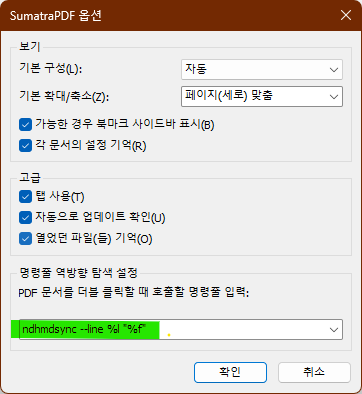 SumatraPDF 옵션
보기
기본 구성(L):
자동
기본 확대/축소(Z):
페이지(세로) 맞춤
가능한 경우 북마크 사이드바 표시(B)
각 문서의 설정 기억(R)
고급
탭 사용(T)
자동으로 업데이트 확인(U)
열었던 파일(들) 기억(O)
명령줄 역방향 탐색 설정
PDF 문서를 더블 클릭할 때 호출할 명령줄 입력:
ndhmdsync --line %l "%f"
확인
취소